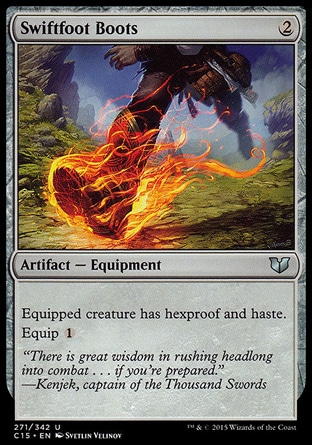 Swiftfoot Boots 2
Artifact — Equipment
Equipped creature has hexproof and haste.
Equip 1
“There is great wisdom in rushing headlong
into combat . . . if you’re prepared.”
—Kenjek, captain of the Thousand Swords
271/342 U
C15 • EN Svetlin Velinov
™ & © 2015 Wizards of the Coast